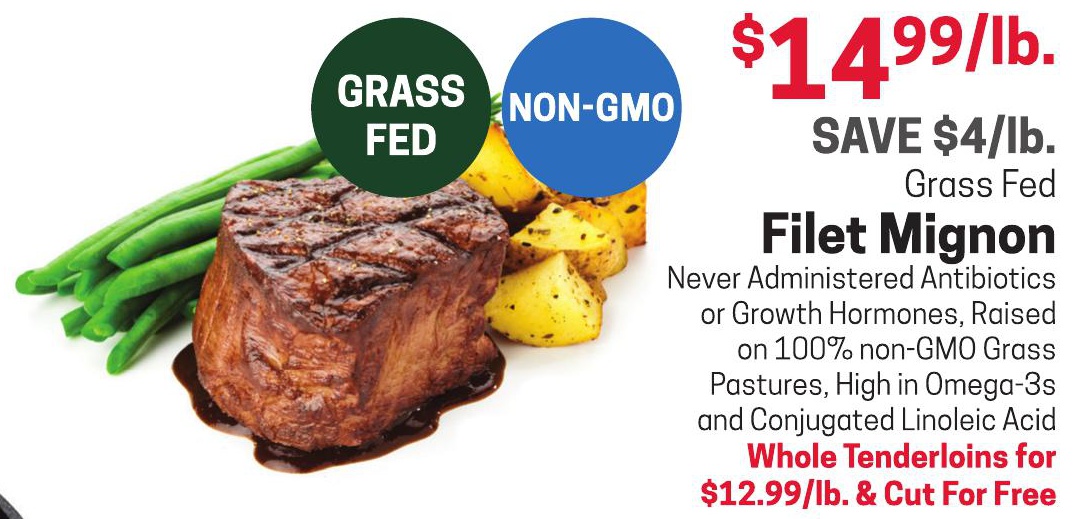 GRASS
FED
NON-GMO
$14 99/lb.
SAVE $4/lb.
Grass Fed
Filet Mignon
Never Administered Antibiotics
or Growth Hormones, Raised
on 100% non-GMO Grass
Pastures, High in Omega-3s
and Conjugated Linoleic Acid
Whole Tenderloins for
$12.99/lb. & Cut For Free